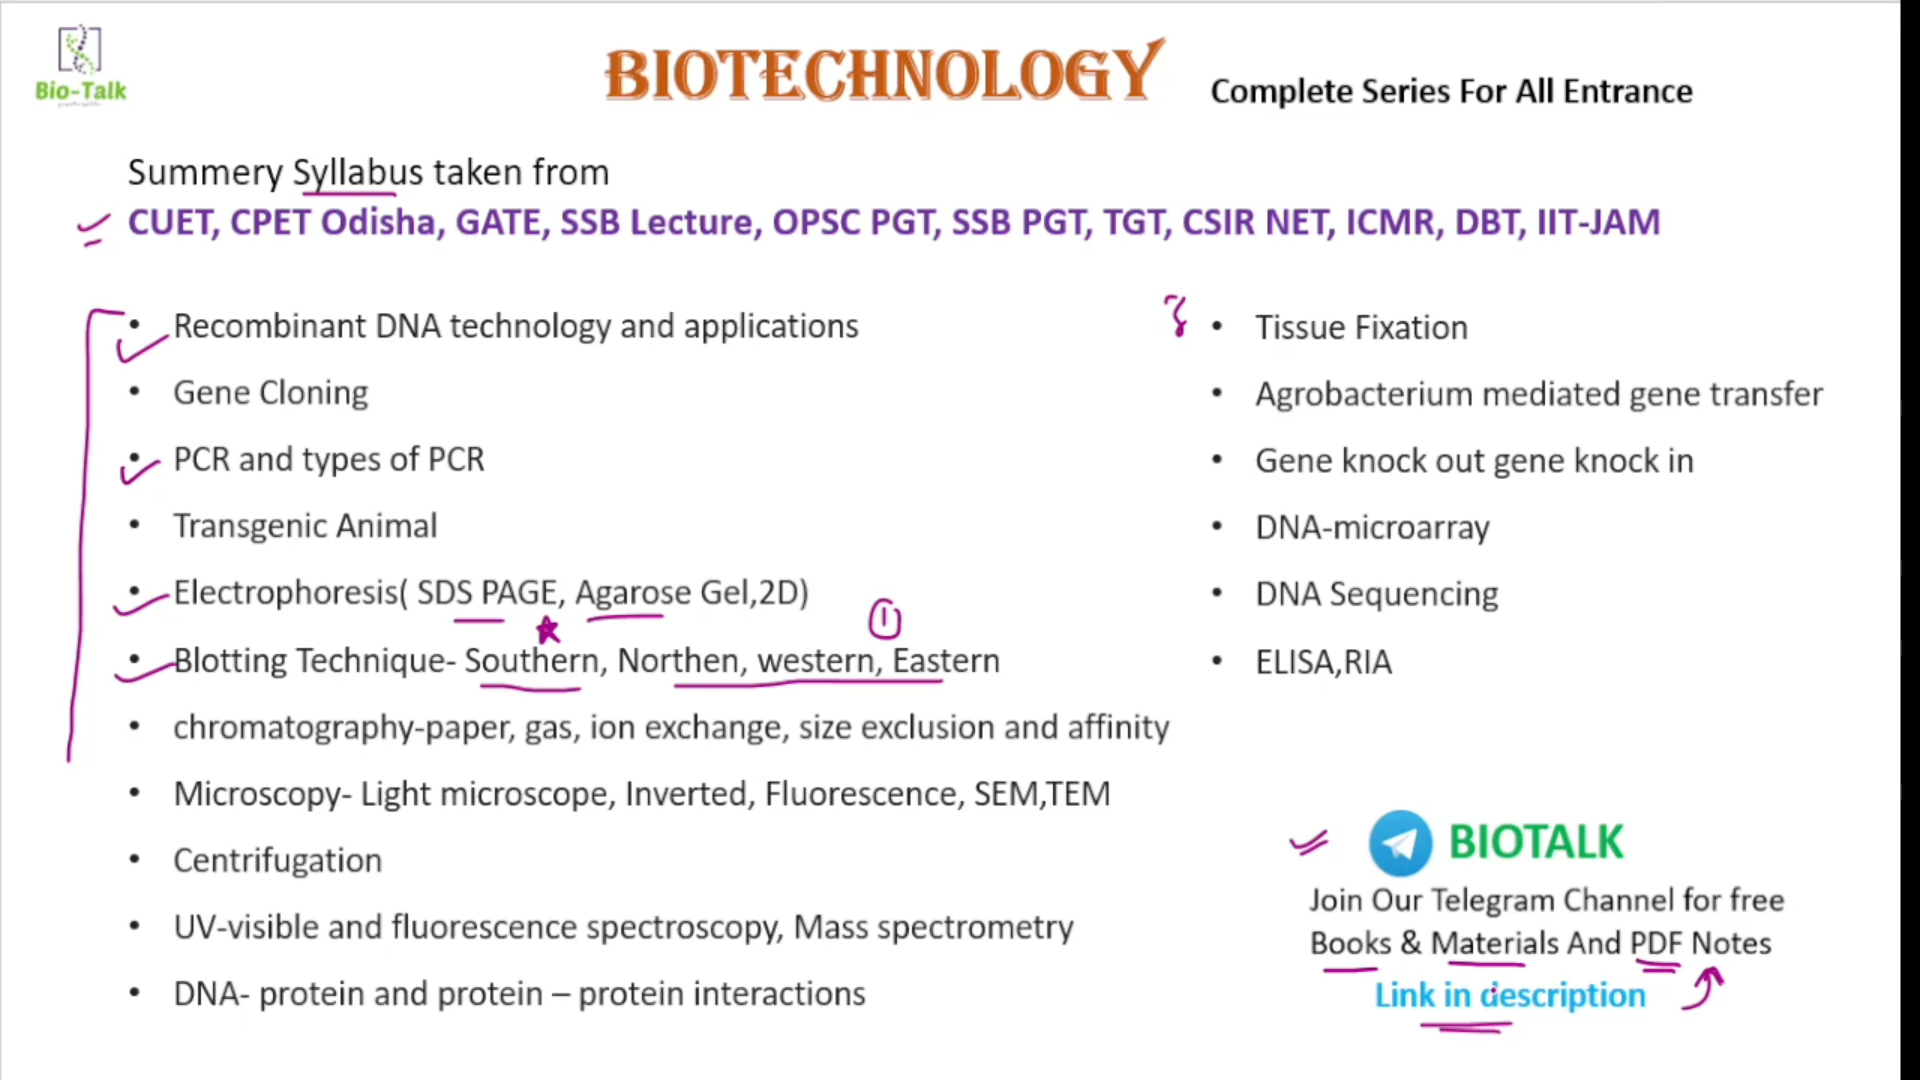 Bio-Talk
BIOTECHNOLOGY
Complete Series For All Entrance
Summery Syllabus taken from
CUET, CPET Odisha, GATE, SSB Lecture, OPSC PGT, SSB PGT, TGT, CSIR NET, ICMR, DBT, IIT-JAM
• Recombinant DNA technology and applications
• Gene Cloning
• PCR and types of PCR
• Transgenic Animal
• Electrophoresis( SDS PAGE, Agarose Gel,2D)
1
• Blotting Technique- Southern, Northen, western, Eastern
• chromatography-paper, gas, ion exchange, size exclusion and affinity
• Microscopy- Light microscope, Inverted, Fluorescence, SEM,TEM
• Centrifugation
• UV-visible and fluorescence spectroscopy, Mass spectrometry
• DNA- protein and protein – protein interactions
• Tissue Fixation
• Agrobacterium mediated gene transfer
• Gene knock out gene knock in
• DNA-microarray
• DNA Sequencing
• ELISA,RIA
BIOTALK
Join Our Telegram Channel for free
Books & Materials And PDF Notes
Link in description